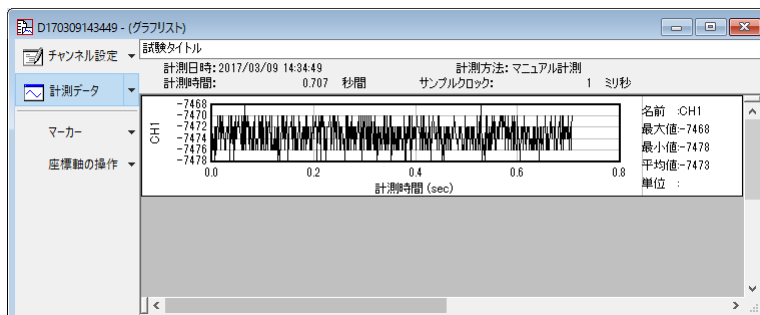 D170309143449 - (グラフリスト)
チャンネル設定
試験タイトル
計測日時:2017/03/09 14:34:49 計測方法:マニュアル計測
計測時間: 0.707 秒間 サンプルクロック: 1 ミリ秒
計測データ
マーカー
座標軸の操作
CH1
-7468
-7470
-7472
-7474
-7476
-7478
0.0 0.2 0.4 0.6 0.8
計測時間 (sec)
名前 :CH1
最大値:-7468
最小値:-7478
平均値:-7473
単位 :